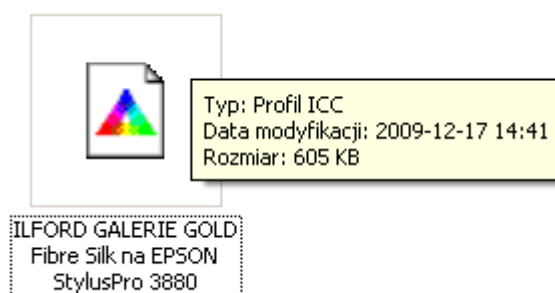 Typ: Profil ICC
Data modyfikacji: 2009-12-17 14:41
Rozmiar: 605 KB
ILFORD GALERIE GOLD
Fibre Silk na EPSON
StylusPro 3880